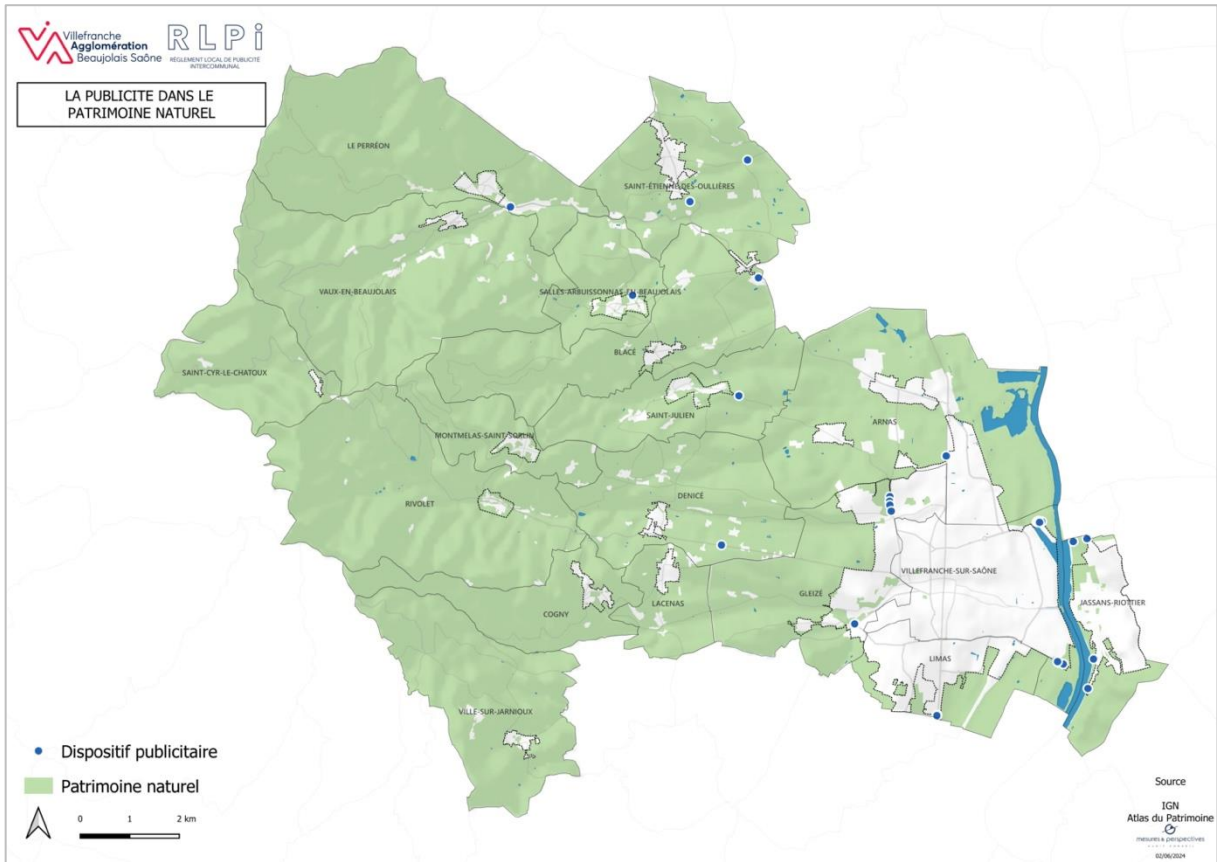 Villefranche
Agglomération
Beaujolais Saône
RLPi
RÈGLEMENT LOCAL DE PUBLICITÉ
INTERCOMMUNAL
LA PUBLICITE DANS LE
PATRIMOINE NATUREL
LE PERRÉON
SAINT-ÉTIENNE-DES-OULLIÈRES
VAUX-EN-BEAUJOLAIS
SALLES-ARBUISSONNAS-EN-BEAUJOLAIS
BLACÉ
SAINT-CYR-LE-CHATOUX
SAINT-JULIEN
ARNAS
MONTMELAS-SAINT-SORLIN
DENICÉ
RIVOLET
VILLEFRANCHE-SUR-SAÔNE
GLEIZÉ
JASSANS-RIOTTIER
LACENAS
COGNY
LIMAS
VILLE-SUR-JARNIOUX
Dispositif publicitaire
Patrimoine naturel
0 1 2 km
Source
IGN
Atlas du Patrimoine
mesures & perspectives
02/06/2024